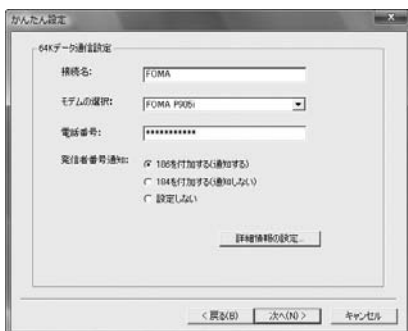 かんたん設定
64Kデータ通信設定
接続名: FOMA
モデムの選択: FOMA P905i
電話番号: ***********
発信者番号通知: 186を付加する(通知する)
184を付加する(通知しない)
設定しない
詳細情報の設定...
< 戻る(B) 次へ(N) > キャンセル